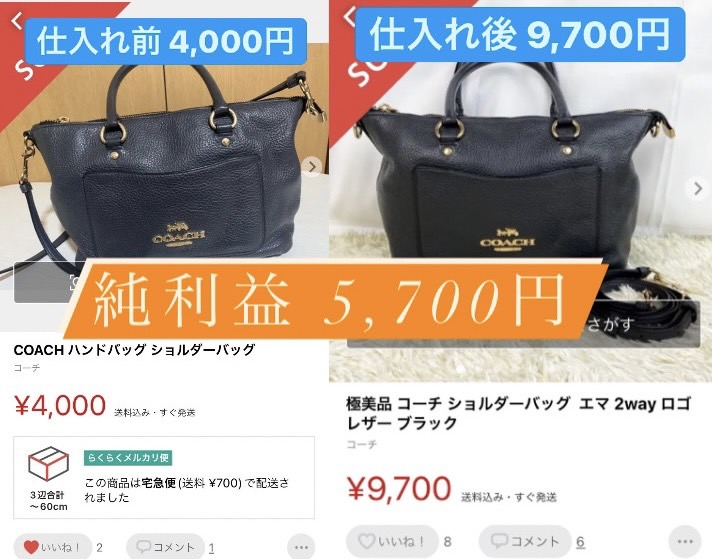 仕入れ前 4,000円
SO
COACH
COACH ハンドバッグ ショルダーバッグ
コーチ
¥4,000 送料込み・すぐ発送
らくらくメルカリ便
この商品は宅急便 (送料 ¥700) で配送さ
れました
3辺合計
～60cm
いいね！ 2 コメント 1
仕入れ後 9,700円
SO
COACH
さがす
極美品 コーチ ショルダーバッグ エマ 2way ロゴ
レザー ブラック
コーチ
¥9,700 送料込み・すぐ発送
いいね！ 8 コメント 6
純利益 5,700円